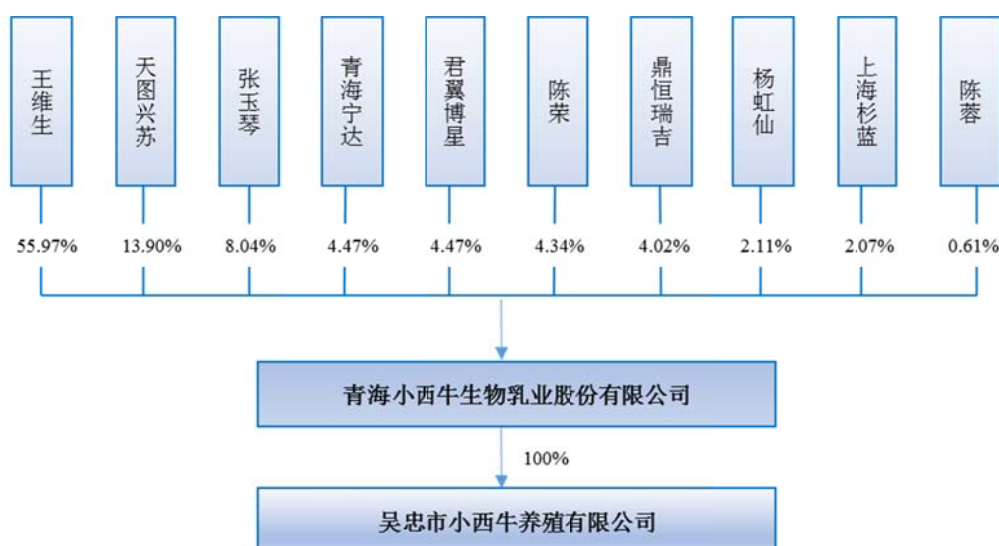 王维生
天图兴苏
张玉琴
青海宁达
君翼博星
陈荣
鼎恒瑞吉
杨虹仙
上海杉蓝
陈蓉
55.97%
13.90%
8.04%
4.47%
4.47%
4.34%
4.02%
2.11%
2.07%
0.61%
青海小西牛生物乳业股份有限公司
100%
吴忠市小西牛养殖有限公司